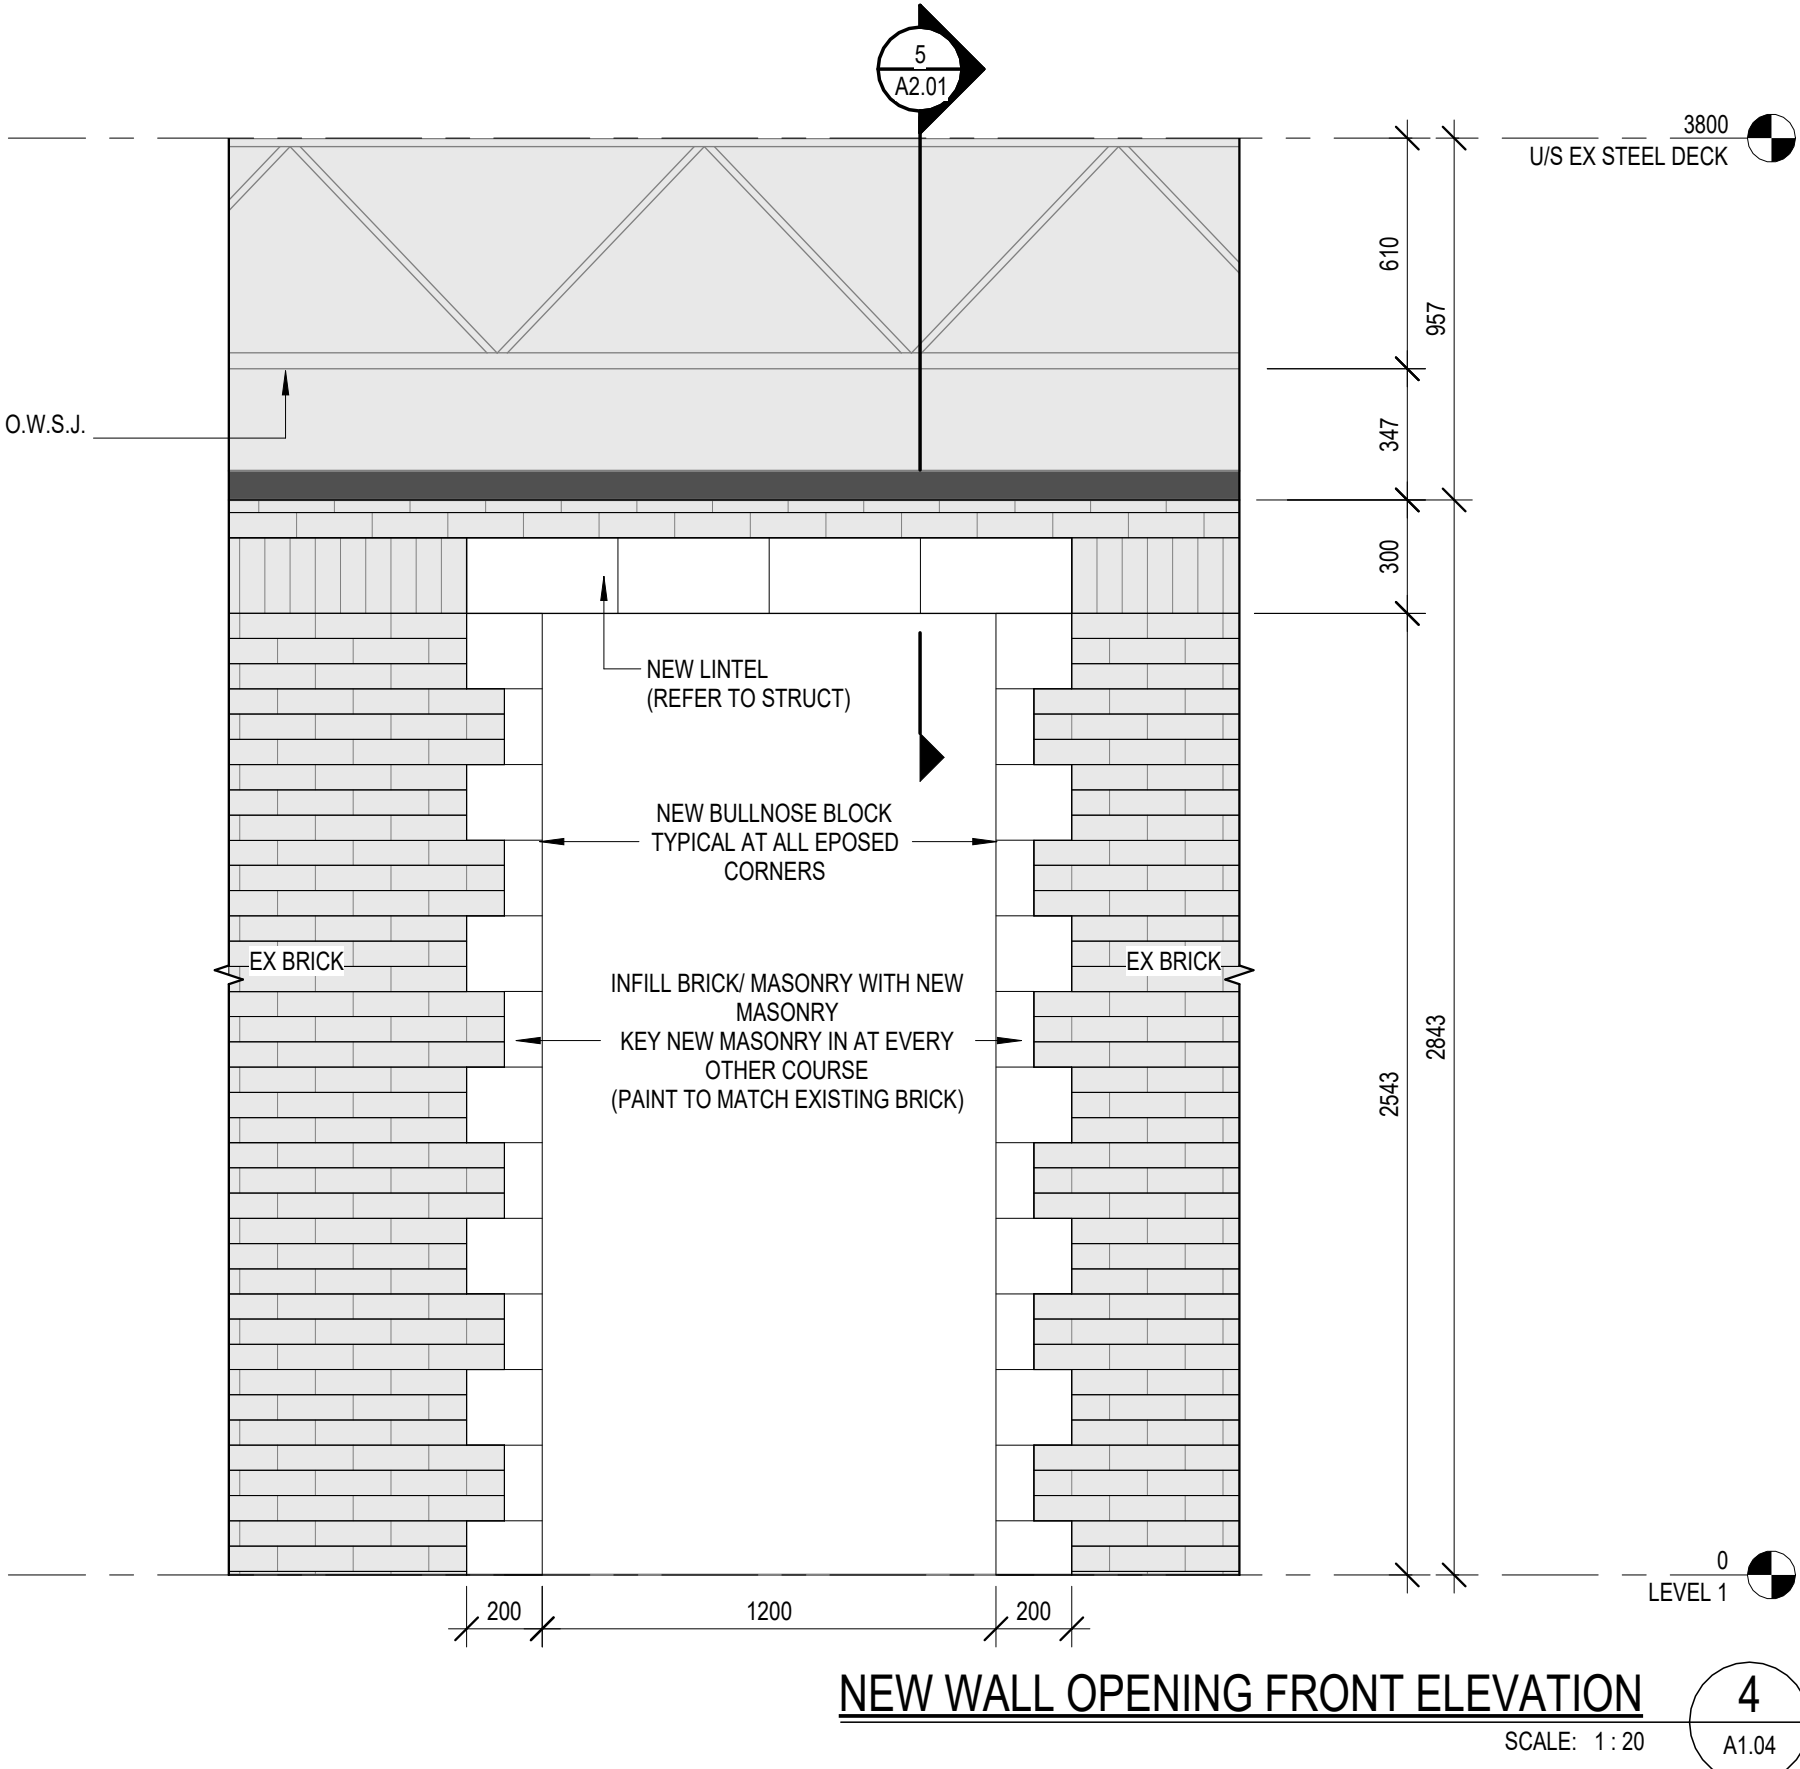 5
A2.01
3800
U/S EX STEEL DECK
610
957
O.W.S.J.
347
300
NEW LINTEL
(REFER TO STRUCT)
NEW BULLNOSE BLOCK
TYPICAL AT ALL EPOSED
CORNERS
EX BRICK
EX BRICK
INFILL BRICK/ MASONRY WITH NEW
MASONRY
KEY NEW MASONRY IN AT EVERY
OTHER COURSE
(PAINT TO MATCH EXISTING BRICK)
2843
2543
0
LEVEL 1
200
1200
200
NEW WALL OPENING FRONT ELEVATION
4
SCALE: 1 : 20
A1.04